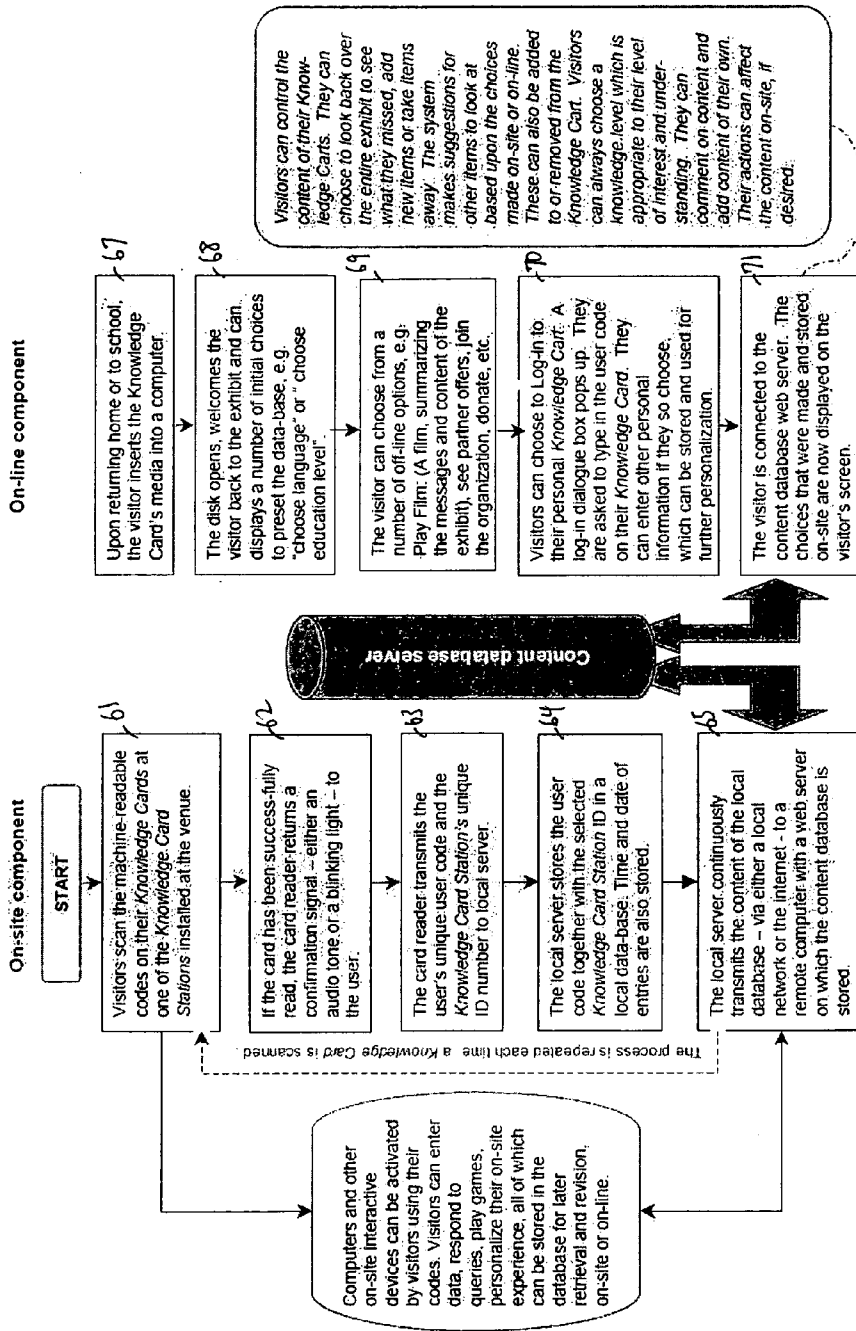 On-site component
START
Visitors scan the machine-readable
codes on their Knowledge Cards at
one of the Knowledge Card
Stations installed at the venue.
61
If the card has been success-fully
read, the card reader returns a
confirmation signal – either an
audio tone or a blinking light – to
the user.
62
The card reader transmits the
user's unique user code and the
Knowledge Card Station's unique
ID number to local server.
63
The local server stores the user
code together with the selected
Knowledge Card Station ID in a
local data-base. Time and date of
entries are also stored.
64
The local server continuously
transmits the content of the local
database – via either a local
network or the internet - to a
remote computer with a web server
on which the content database is
stored.
65
The process is repeated each time a Knowledge Card is scanned.
Computers and other
on-site interactive
devices can be activated
by visitors using their
codes. Visitors can enter
data, respond to
queries, play games,
personalize their on-site
experience, all of which
can be stored in the
database for later
retrieval and revision,
on-site or on-line.
Content database server
On-line component
Upon returning home or to school,
the visitor inserts the Knowledge
Card's media into a computer.
67
The disk opens, welcomes the
visitor back to the exhibit and can
displays a number of initial choices
to preset the data-base, e.g.
"choose language" or " choose
education level".
68
The visitor can choose from a
number of off-line options, e.g.
Play Film: (A film, summarizing
the messages and content of the
exhibit), see partner offers, join
the organization, donate, etc.
69
Visitors can choose to Log-In to
their personal Knowledge Cart. A
log-in dialogue box pops up. They
are asked to type in the user code
on their Knowledge Card. They
can enter other personal
information if they so choose,
which can be stored and used for
further personalization.
70
The visitor is connected to the
content database web server. The
choices that were made and stored
on-site are now displayed on the
visitor's screen.
71
Visitors can control the
content of their Know-
ledge Carts. They can
choose to look back over
the entire exhibit to see
what they missed, add
new items or take items
away. The system
makes suggestions for
other items to look at
based upon the choices
made on-site or on-line.
These can also be added
to or removed from the
Knowledge Cart. Visitors
can always choose a
knowledge level which is
appropriate to their level
of interest and under-
standing. They can
comment on content and
add content of their own.
Their actions can affect
the content on-site, if
desired.